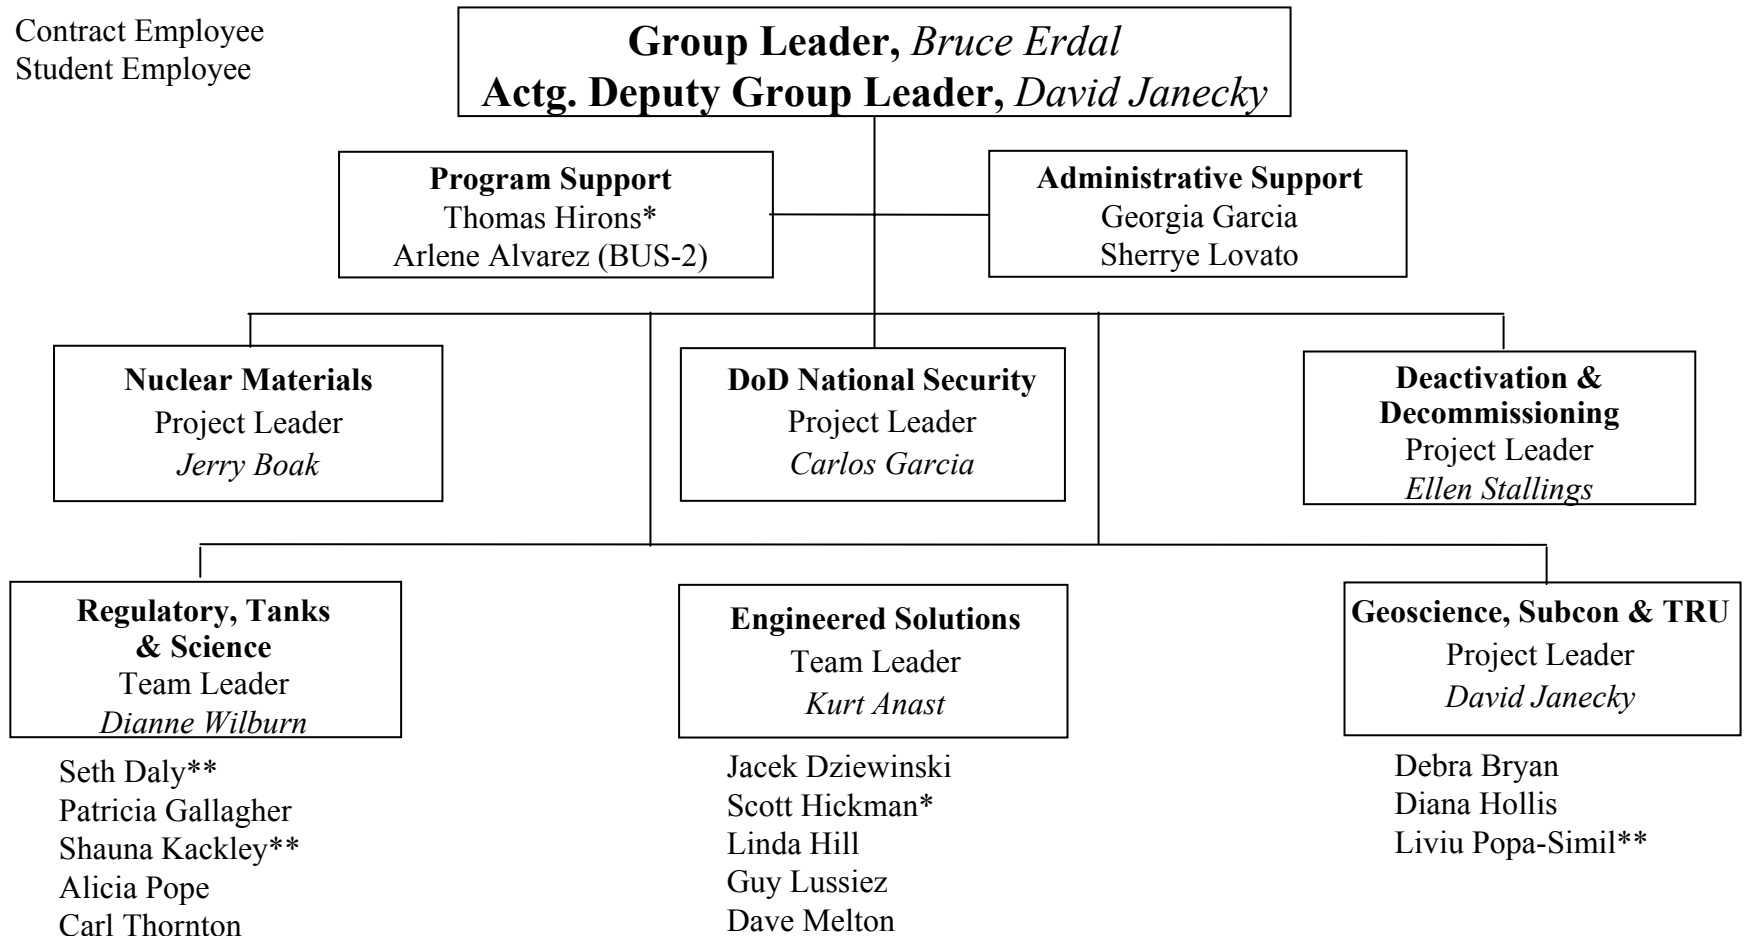 Contract Employee
Student Employee
Group Leader, Bruce Erdal
Actg. Deputy Group Leader, David Janecky
Program Support
Thomas Hirons*
Arlene Alvarez (BUS-2)
Administrative Support
Georgia Garcia
Sherrye Lovato
Nuclear Materials
Project Leader
Jerry Boak
DoD National Security
Project Leader
Carlos Garcia
Deactivation &
Decommissioning
Project Leader
Ellen Stallings
Regulatory, Tanks
& Science
Team Leader
Dianne Wilburn
Seth Daly**
Patricia Gallagher
Shauna Kackley**
Alicia Pope
Carl Thornton
Engineered Solutions
Team Leader
Kurt Anast
Jacek Dziewinski
Scott Hickman*
Linda Hill
Guy Lussiez
Dave Melton
Geoscience, Subcon & TRU
Project Leader
David Janecky
Debra Bryan
Diana Hollis
Liviu Popa-Simil**